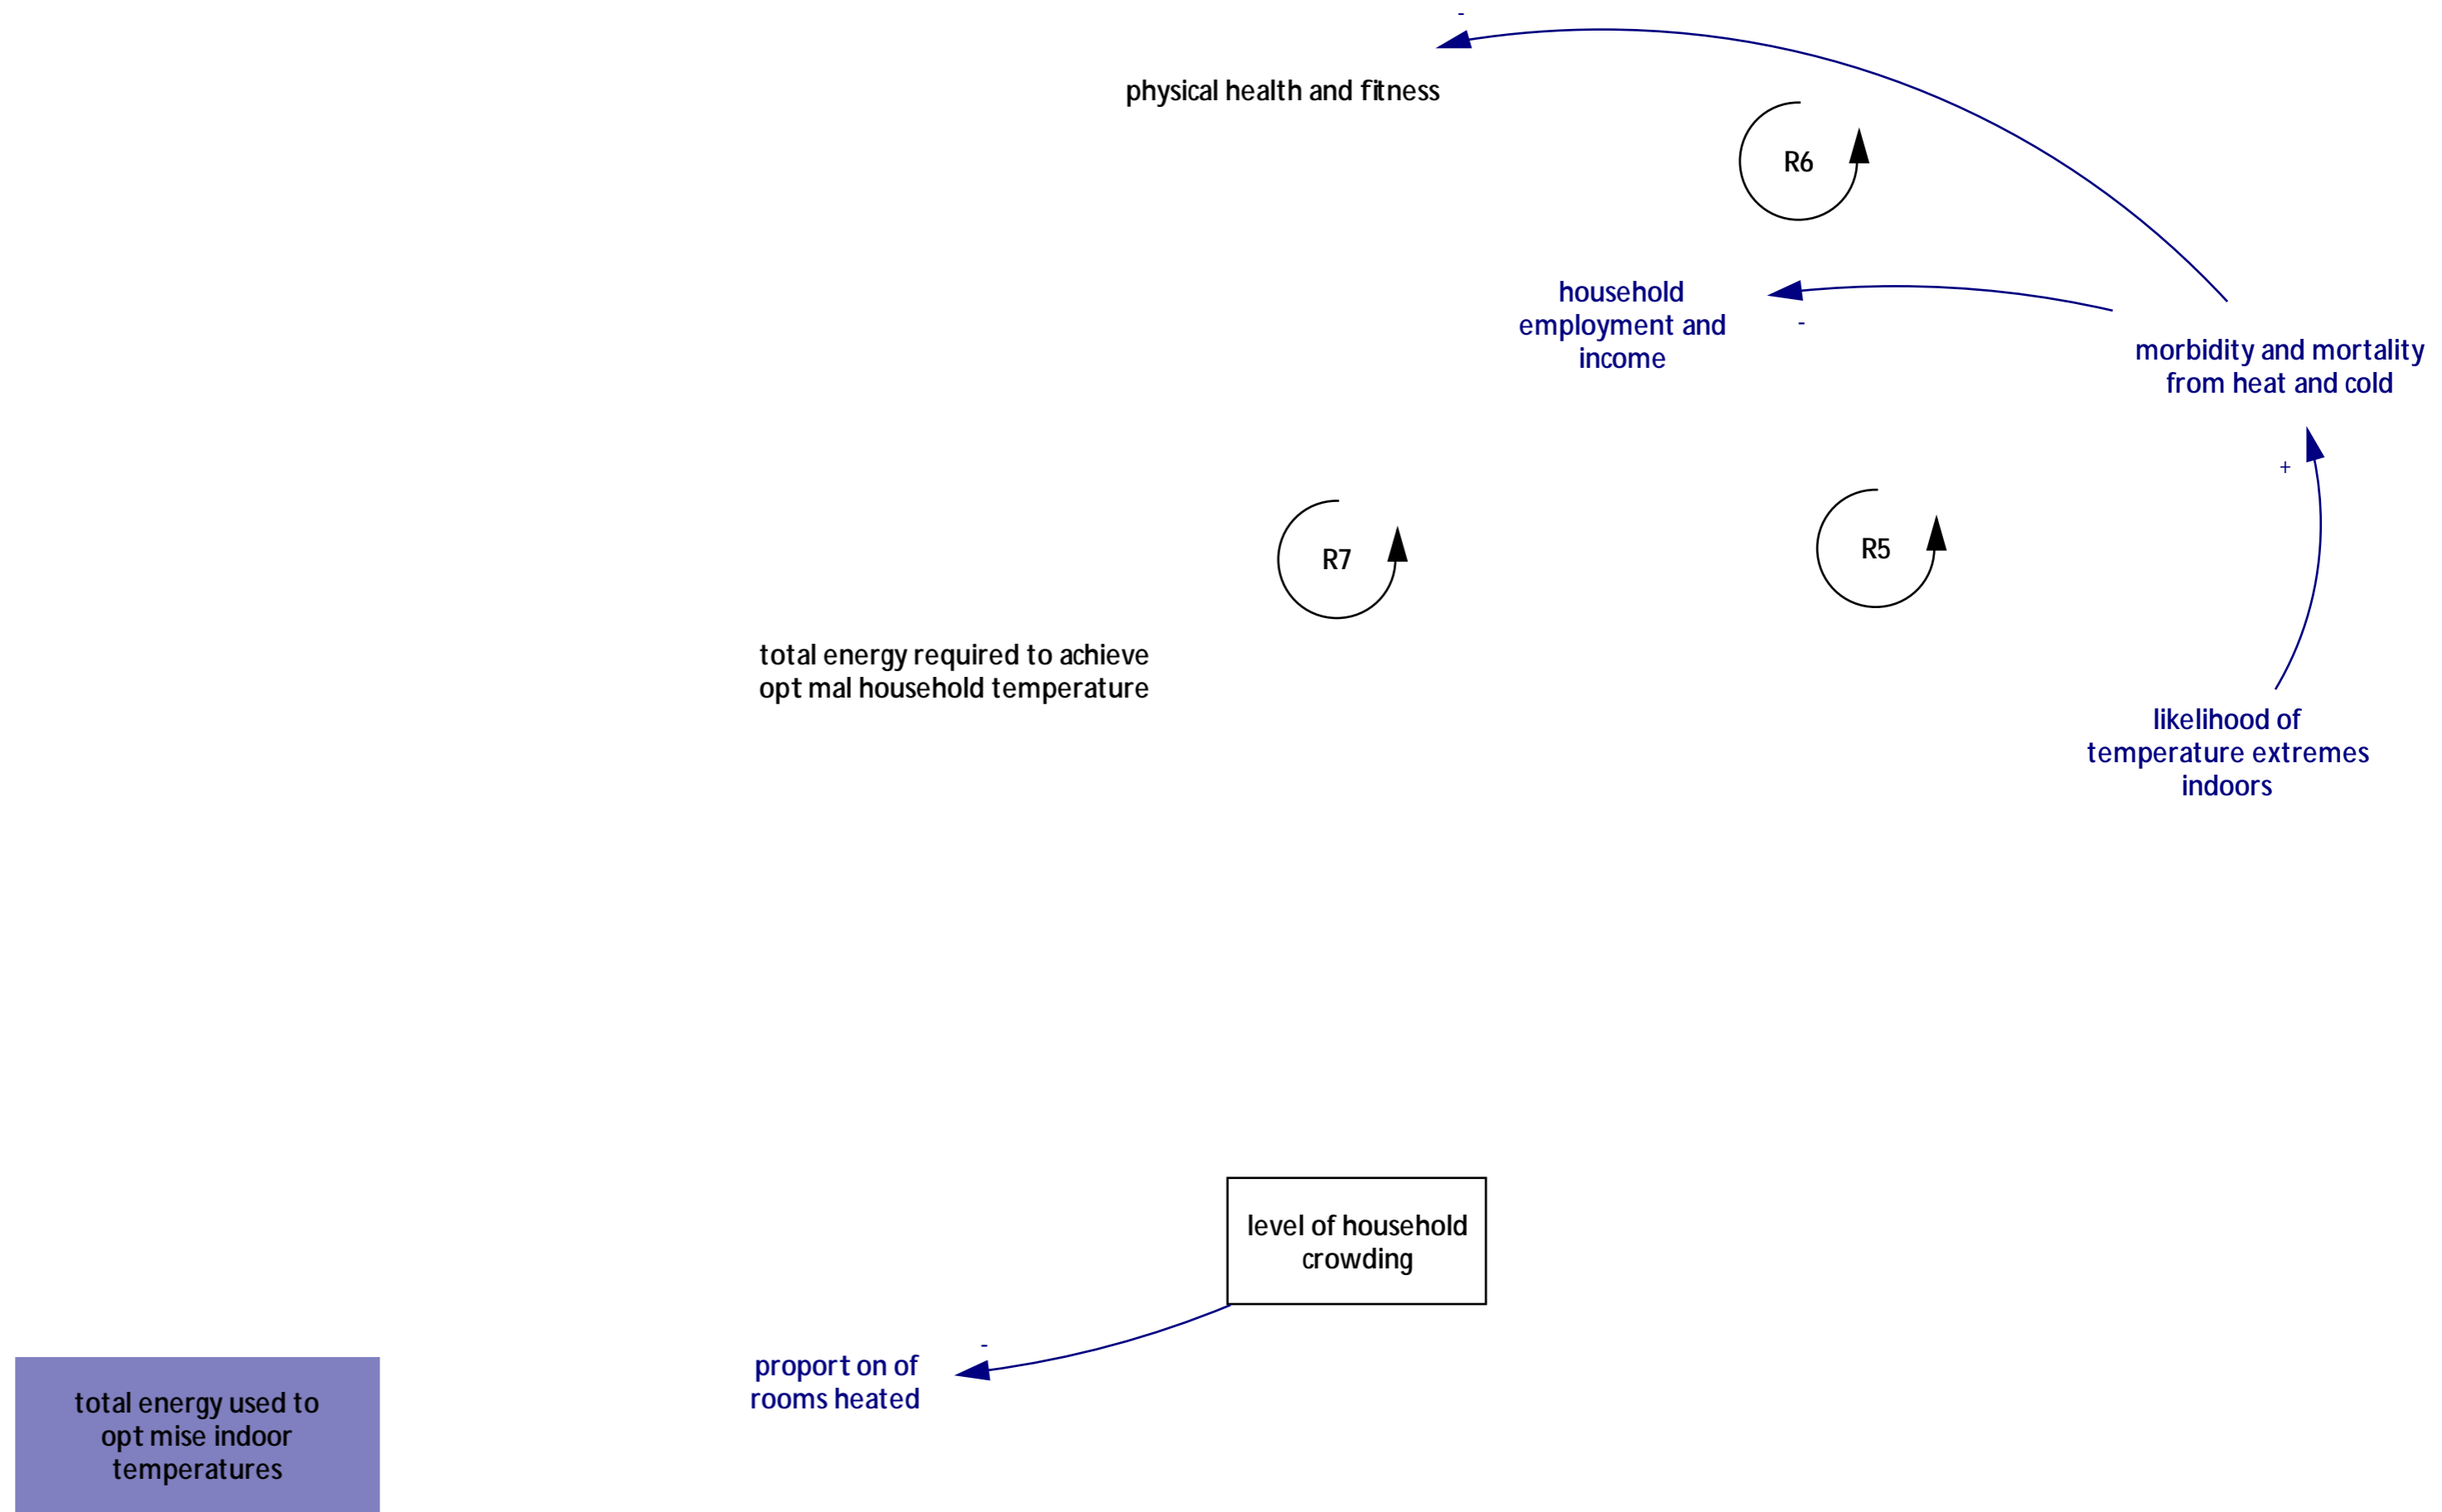 -
physical health and fitness
R6
household
employment and
income
-
morbidity and mortality
from heat and cold
+
R7
R5
total energy required to achieve
opt mal household temperature
likelihood of
temperature extremes
indoors
level of household
crowding
-
proport on of
rooms heated
total energy used to
opt mise indoor
temperatures